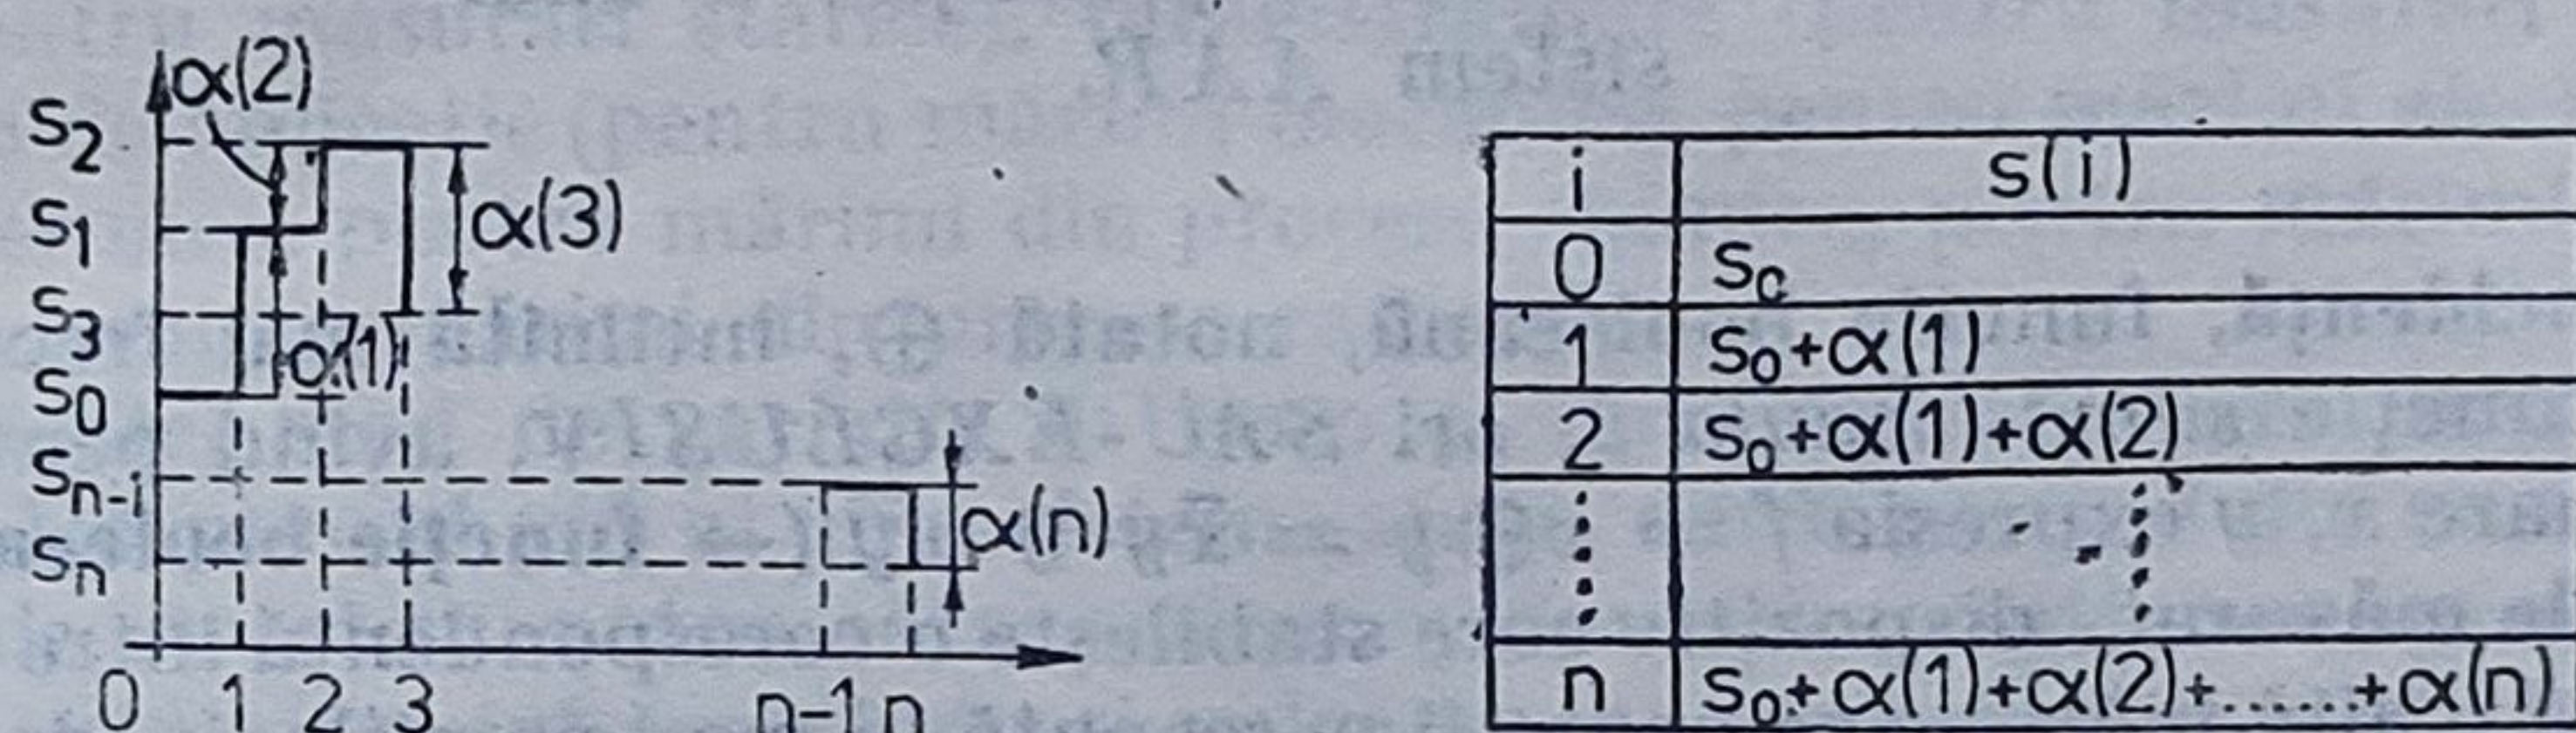 α(2)
S2
S1
α(3)
S3
α(1)
S0
Sn-i
α(n)
Sn
0 1 2 3 n-1 n
i s(i)
0 S0
1 S0+α(1)
2 S0+α(1)+α(2)
n S0+α(1)+α(2)+......+α(n)